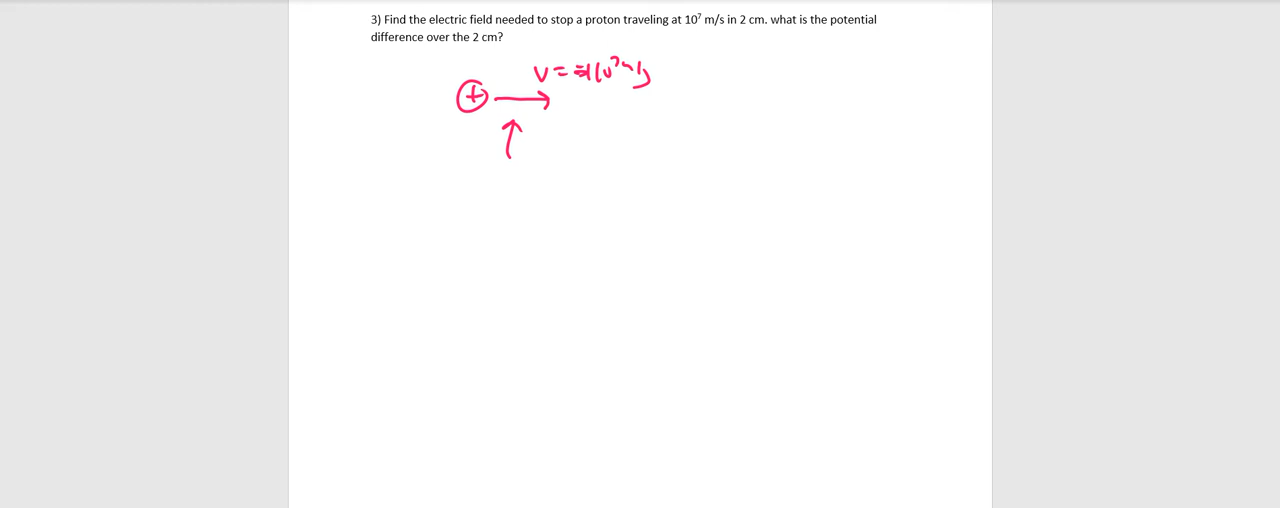 3) Find the electric field needed to stop a proton traveling at 10⁷ m/s in 2 cm. what is the potential
difference over the 2 cm?
V =
+